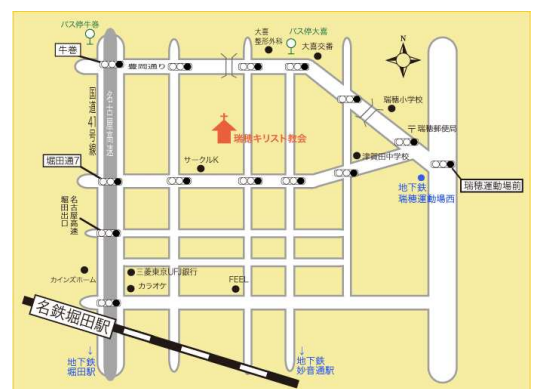 バス停牛巻
大喜
整形外科
バス停大喜
大喜交番
N
牛巻
豊岡通り
国道41号線
名古屋高速
瑞穂小学校
〒瑞穂郵便局
瑞穂キリスト教会
サークルK
津賀田中学校
堀田通7
地下鉄
瑞穂運動場西
瑞穂運動場前
名古屋高速
堀田出口
カインズホーム
三菱東京UFJ銀行
カラオケ
FEEL
名鉄堀田駅
↓
地下鉄
堀田駅
↓
地下鉄
妙音通駅